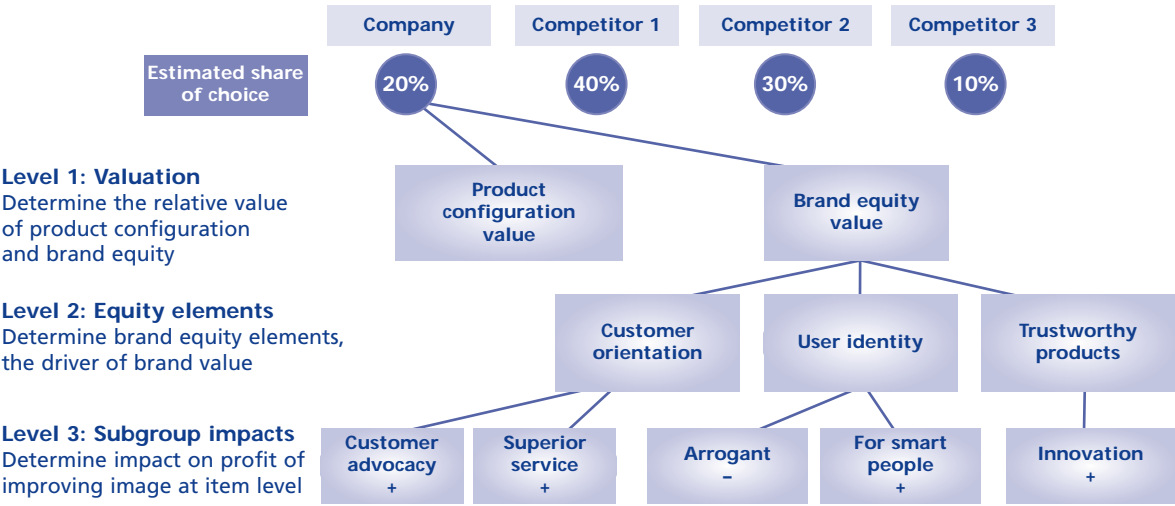 Company
Competitor 1
Competitor 2
Competitor 3
Estimated share
of choice
20%
40%
30%
10%
Level 1: Valuation
Determine the relative value
of product configuration
and brand equity
Product
configuration
value
Brand equity
value
Level 2: Equity elements
Determine brand equity elements,
the driver of brand value
Customer
orientation
User identity
Trustworthy
products
Level 3: Subgroup impacts
Determine impact on profit of
improving image at item level
Customer
advocacy
+
Superior
service
+
Arrogant
–
For smart
people
+
Innovation
+